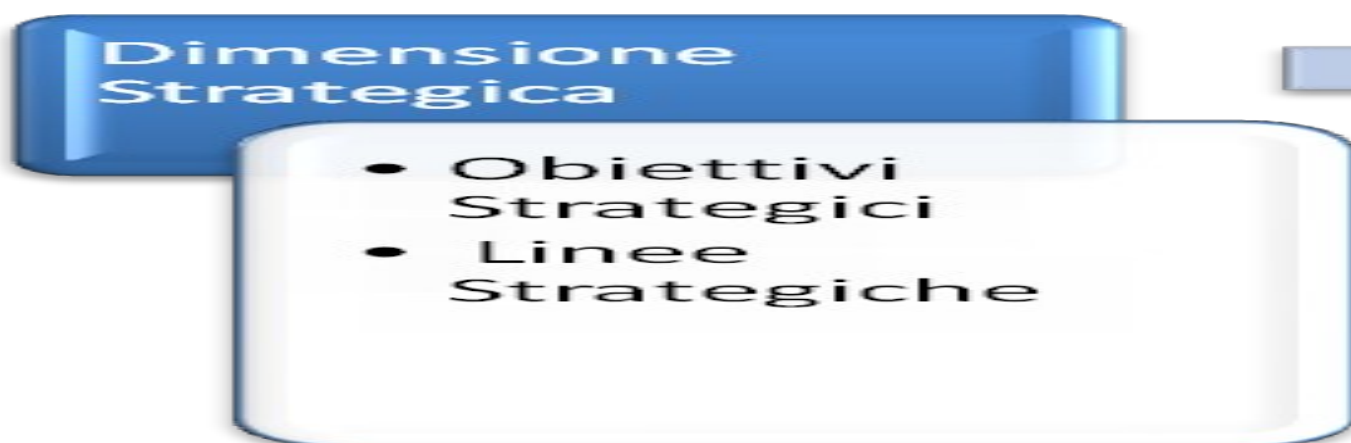 Dimensione
Strategica
• Obiettivi
Strategici
• Linee
Strategiche